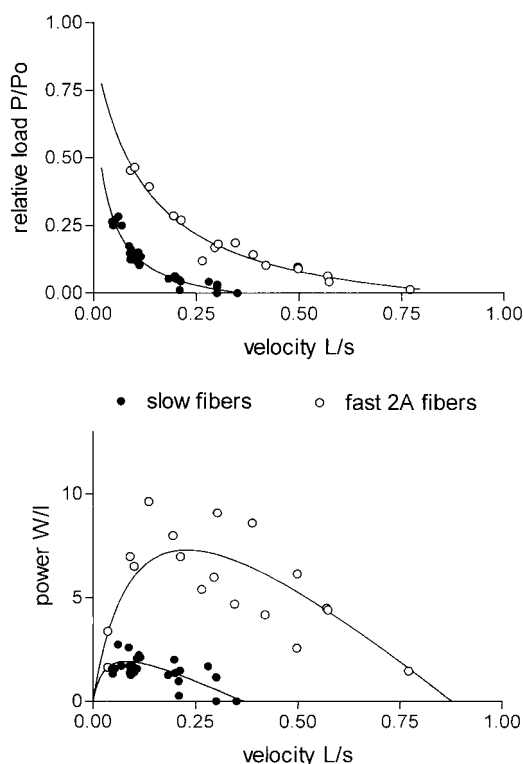 1.00
0.75
0.50
0.25
0.00
relative load P/Po
0.00 0.25 0.50 0.75 1.00
velocity L/s
slow fibers fast 2A fibers
10
5
0
power W/l
0.00 0.25 0.50 0.75 1.00
velocity L/s